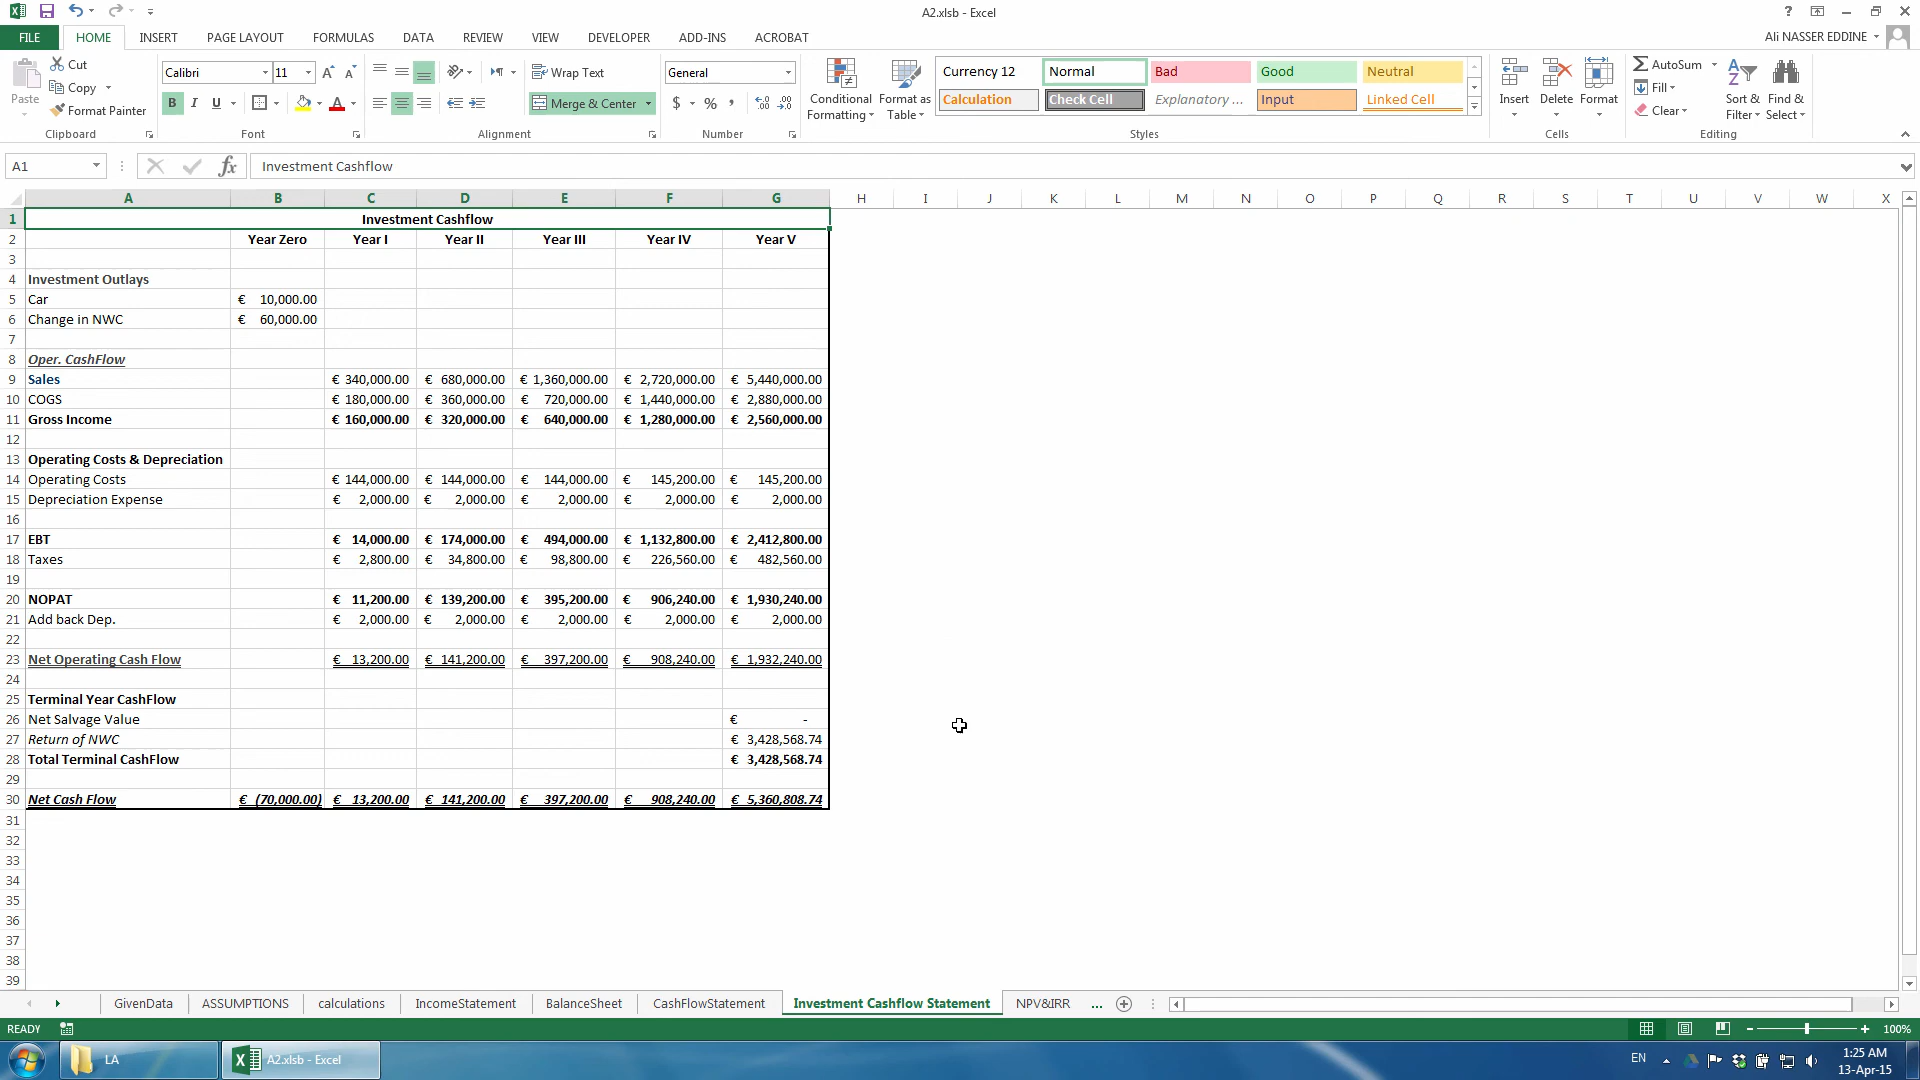 A2.xlsb - Excel
FILE HOME INSERT PAGE LAYOUT FORMULAS DATA REVIEW VIEW DEVELOPER ADD-INS ACROBAT Ali NASSER EDDINE
Paste
Cut
Copy
Format Painter
Clipboard
Calibri 11
B I U
Font
Wrap Text
Merge & Center
Alignment
General
$ % ,
Number
Conditional Formatting
Format as Table
Currency 12 Normal Bad Good Neutral
Calculation Check Cell Explanatory ... Input Linked Cell
Styles
Insert Delete Format
Cells
AutoSum
Fill
Clear
Sort & Filter
Find & Select
Editing
A1 fx Investment Cashflow
A B C D E F G H I J K L M N O P Q R S T U V W X
1 Investment Cashflow
2 Year Zero Year I Year II Year III Year IV Year V
3
4 Investment Outlays
5 Car € 10,000.00
6 Change in NWC € 60,000.00
7
8 Oper. CashFlow
9 Sales € 340,000.00 € 680,000.00 € 1,360,000.00 € 2,720,000.00 € 5,440,000.00
10 COGS € 180,000.00 € 360,000.00 € 720,000.00 € 1,440,000.00 € 2,880,000.00
11 Gross Income € 160,000.00 € 320,000.00 € 640,000.00 € 1,280,000.00 € 2,560,000.00
12
13 Operating Costs & Depreciation
14 Operating Costs € 144,000.00 € 144,000.00 € 144,000.00 € 145,200.00 € 145,200.00
15 Depreciation Expense € 2,000.00 € 2,000.00 € 2,000.00 € 2,000.00 € 2,000.00
16
17 EBT € 14,000.00 € 174,000.00 € 494,000.00 € 1,132,800.00 € 2,412,800.00
18 Taxes € 2,800.00 € 34,800.00 € 98,800.00 € 226,560.00 € 482,560.00
19
20 NOPAT € 11,200.00 € 139,200.00 € 395,200.00 € 906,240.00 € 1,930,240.00
21 Add back Dep. € 2,000.00 € 2,000.00 € 2,000.00 € 2,000.00 € 2,000.00
22
23 Net Operating Cash Flow € 13,200.00 € 141,200.00 € 397,200.00 € 908,240.00 € 1,932,240.00
24
25 Terminal Year CashFlow
26 Net Salvage Value € -
27 Return of NWC € 3,428,568.74
28 Total Terminal CashFlow € 3,428,568.74
29
30 Net Cash Flow € (70,000.00) € 13,200.00 € 141,200.00 € 397,200.00 € 908,240.00 € 5,360,808.74
31
32
33
34
35
36
37
38
39
GivenData ASSUMPTIONS calculations IncomeStatement BalanceSheet CashFlowStatement Investment Cashflow Statement NPV&IRR ...
READY 100%
LA A2.xlsb - Excel EN 1:25 AM
13-Apr-15